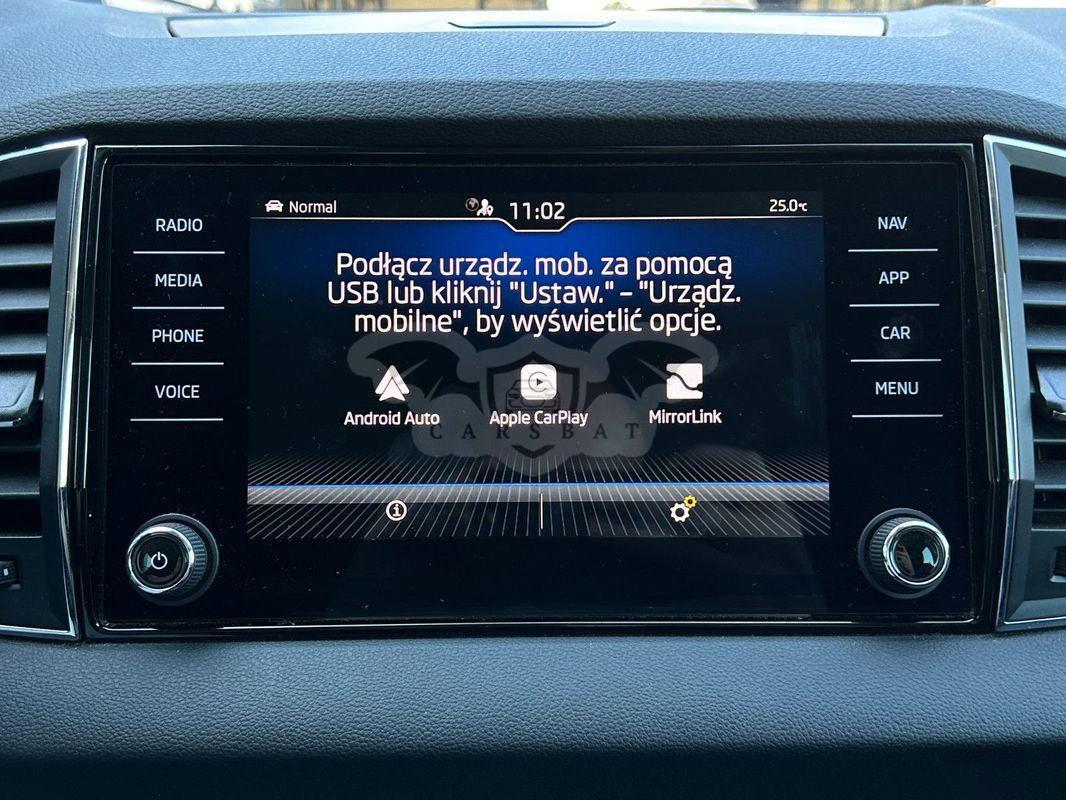 Normal
11:02
25.0°C
RADIO
MEDIA
PHONE
VOICE
Podłącz urządz. mob. za pomocą
USB lub kliknij "Ustaw." - "Urządz.
mobilne", by wyświetlić opcje.
Android Auto
Apple CarPlay
MirrorLink
CARSBAT
NAV
APP
CAR
MENU